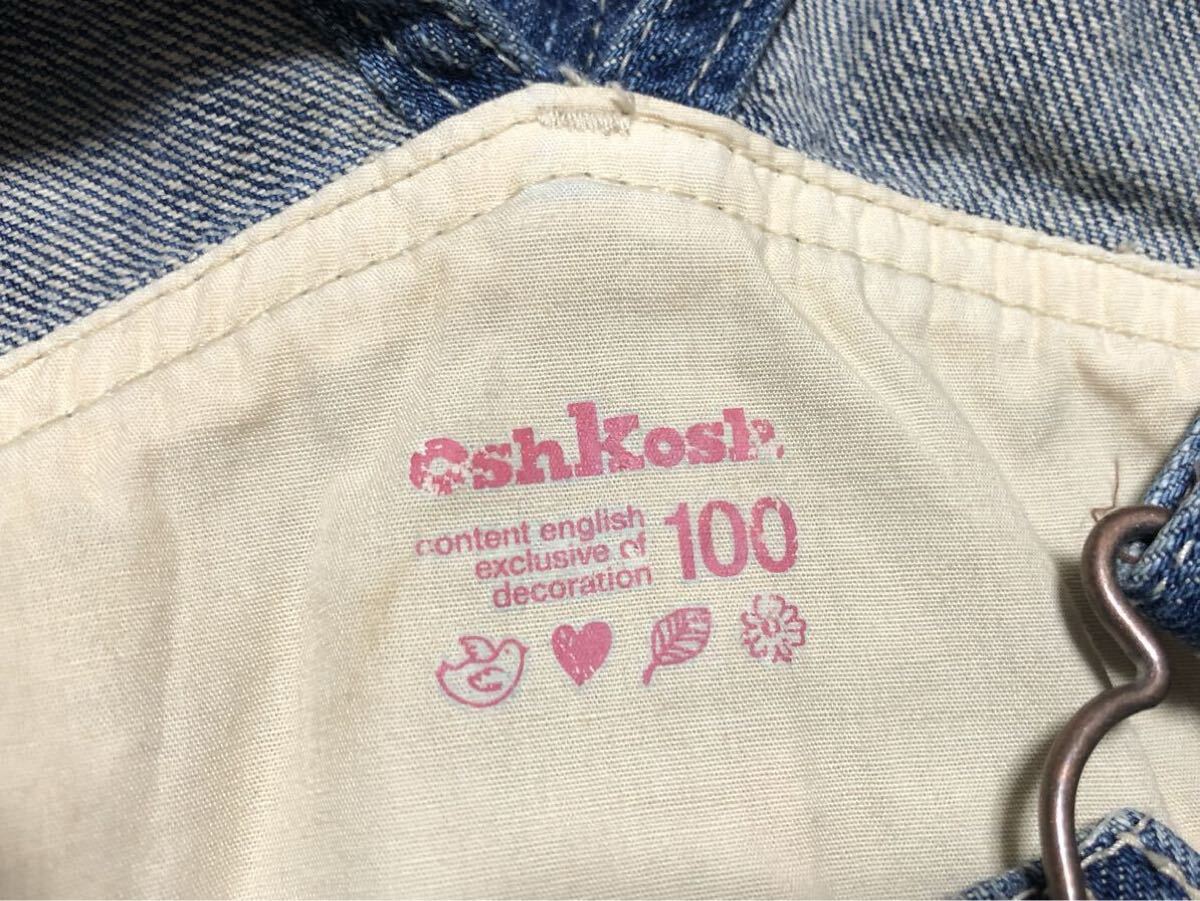 OshKosh
content english
exclusive of
decoration
100